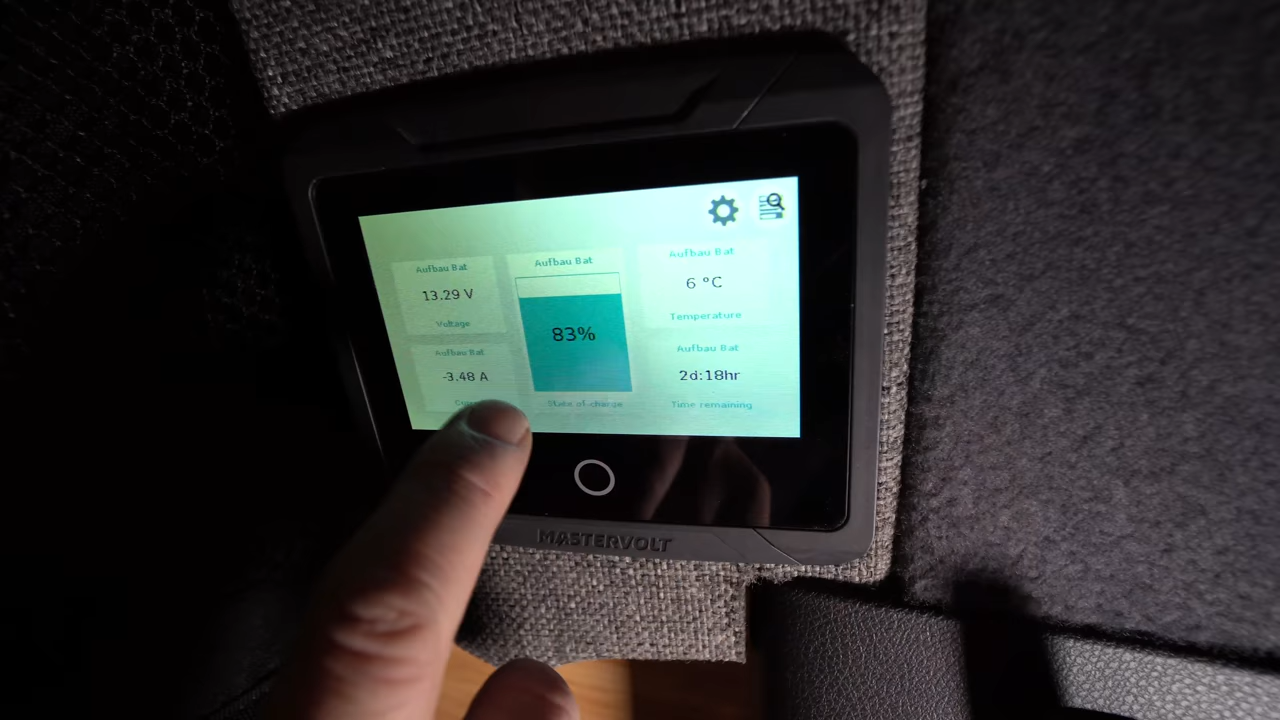 Aufbau Bat
13.29 V
Voltage
Aufbau Bat
-3.48 A
Aufbau Bat
83%
State of charge
Aufbau Bat
6 °C
Temperature
Aufbau Bat
2d:18hr
Time remaining
MASTERVOLT